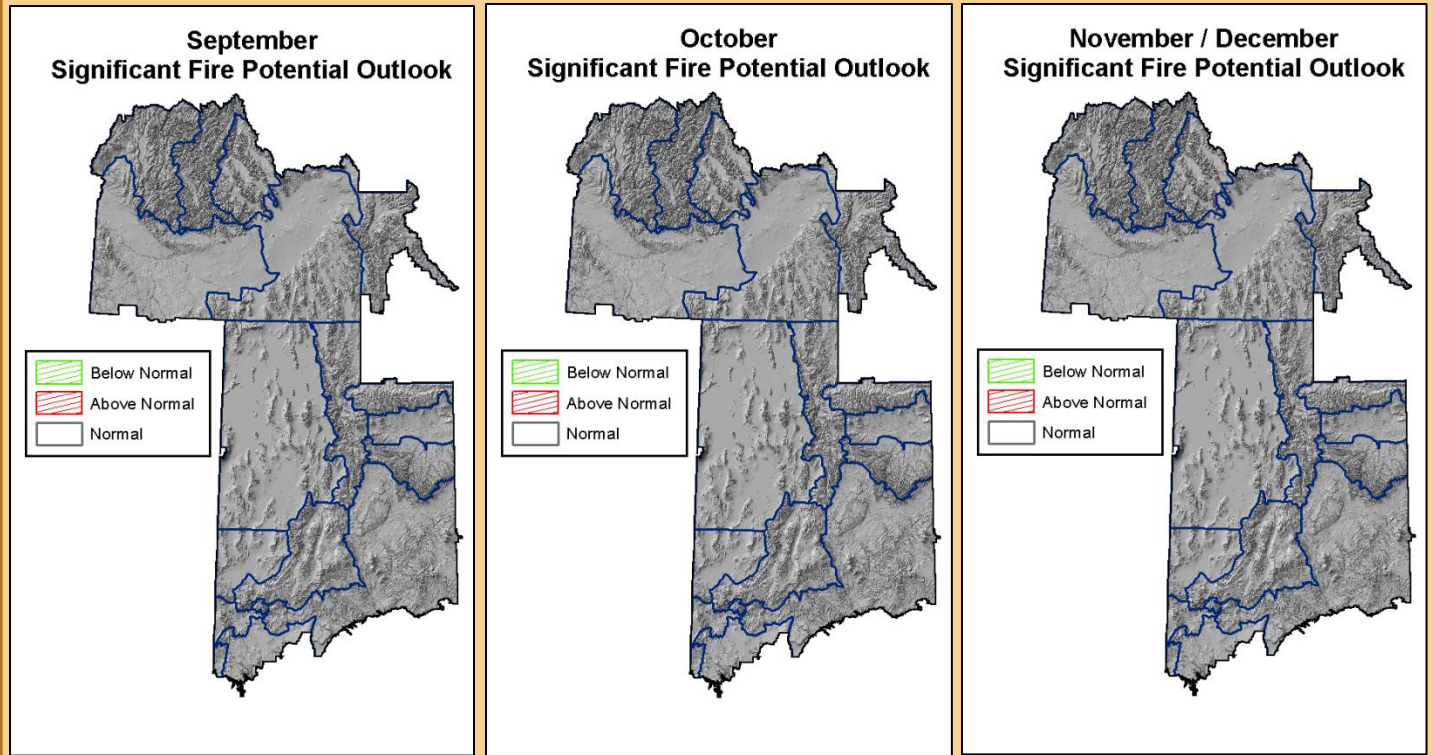 September
Significant Fire Potential Outlook
Below Normal
Above Normal
Normal
October
Significant Fire Potential Outlook
Below Normal
Above Normal
Normal
November / December
Significant Fire Potential Outlook
Below Normal
Above Normal
Normal